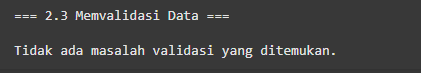 === 2.3 Memvalidasi Data ===
Tidak ada masalah validasi yang ditemukan.